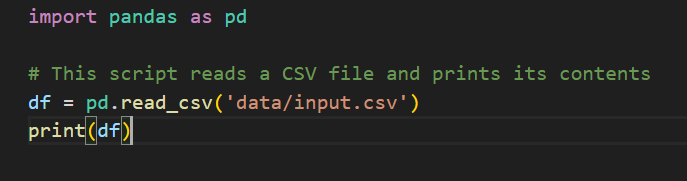 import pandas as pd
# This script reads a CSV file and prints its contents
df = pd.read_csv('data/input.csv')
print(df)